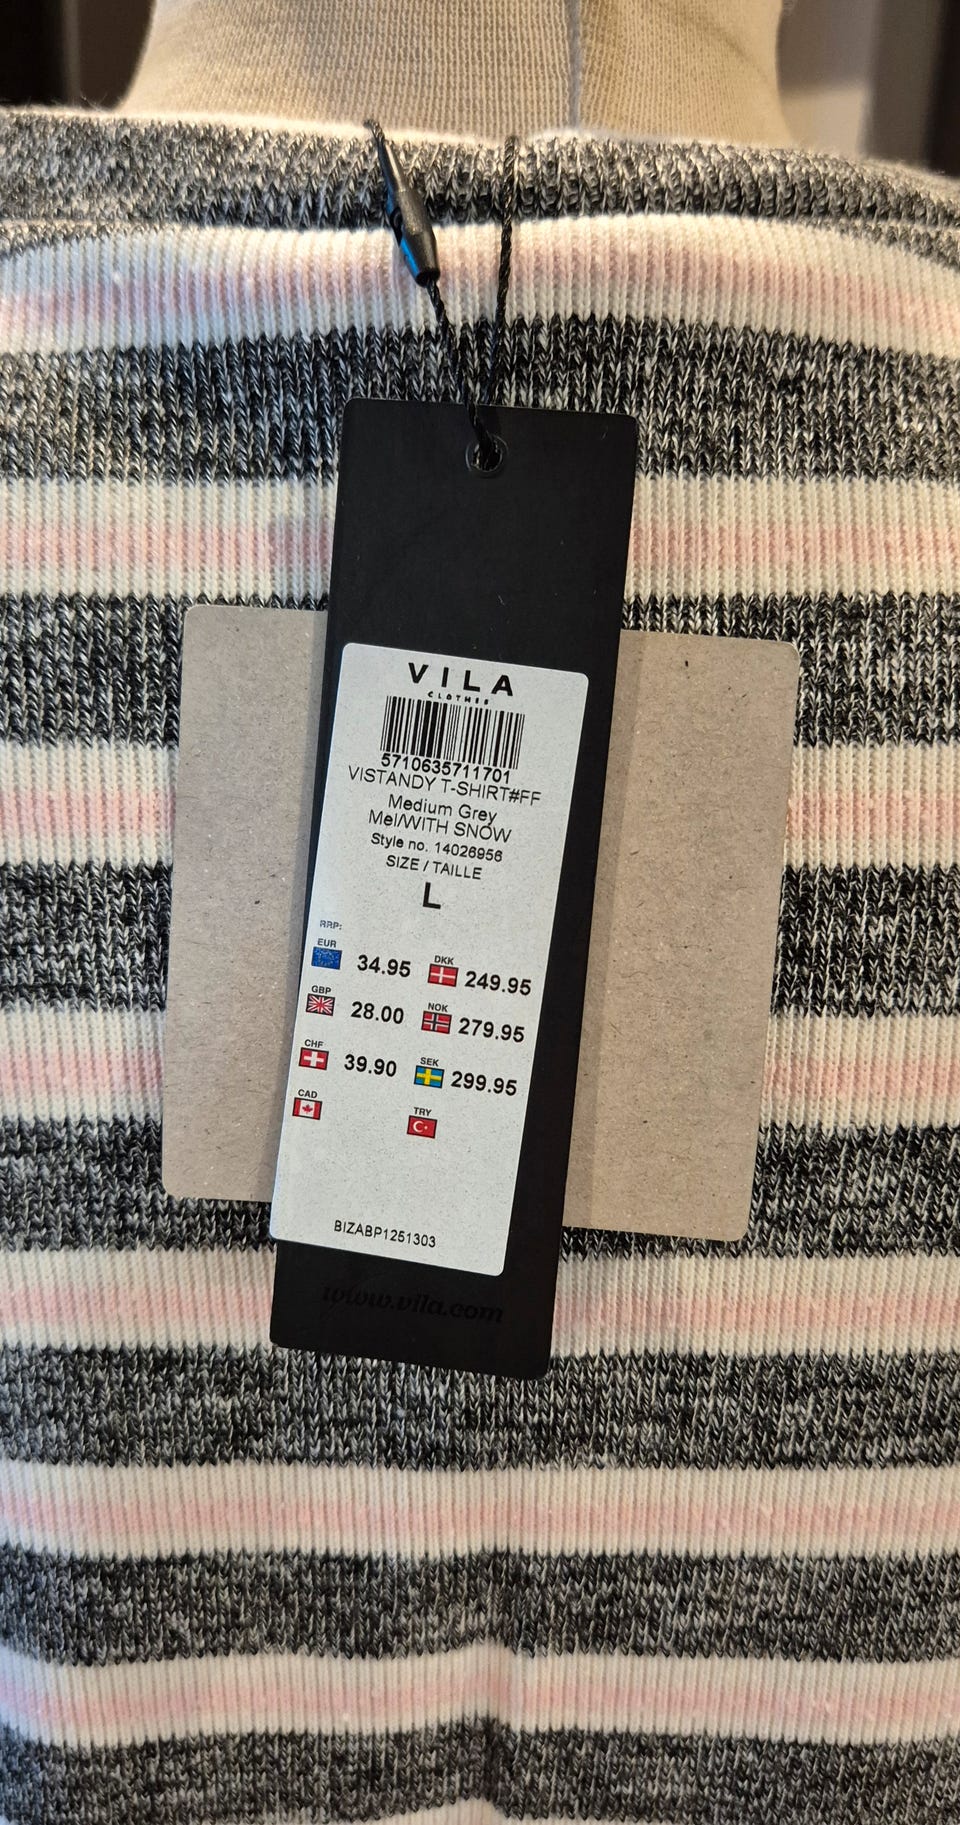 VILA
CLOTHES
5710635711701
VISTANDY T-SHIRT#FF
Medium Grey
Mel/WITH SNOW
Style no. 14026956
SIZE / TAILLE
L
RRP:
EUR 34.95 DKK 249.95
GBP 28.00 NOK 279.95
CHF 39.90 SEK 299.95
CAD TRY
BIZABP1251303
www.vila.com